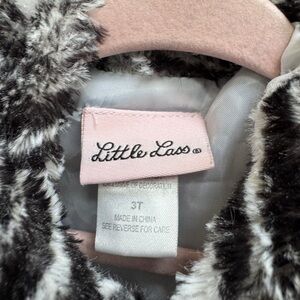 Little Lass ®
3T
MADE IN CHINA
SEE REVERSE FOR CARE